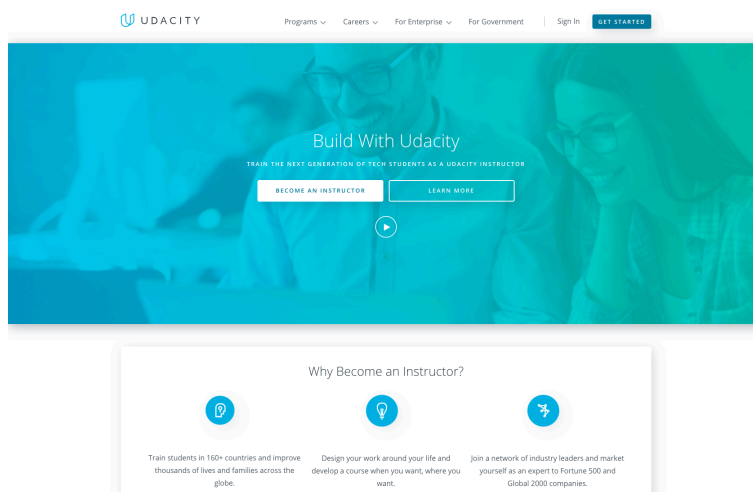 UDACITY
Programs Careers For Enterprise For Government Sign In GET STARTED
Build With Udacity
TRAIN THE NEXT GENERATION OF TECH STUDENTS AS A UDACITY INSTRUCTOR
BECOME AN INSTRUCTOR LEARN MORE
Why Become an Instructor?
Train students in 160+ countries and improve
thousands of lives and families across the
globe.
Design your work around your life and
develop a course when you want, where you
want.
Join a network of industry leaders and market
yourself as an expert to Fortune 500 and
Global 2000 companies.